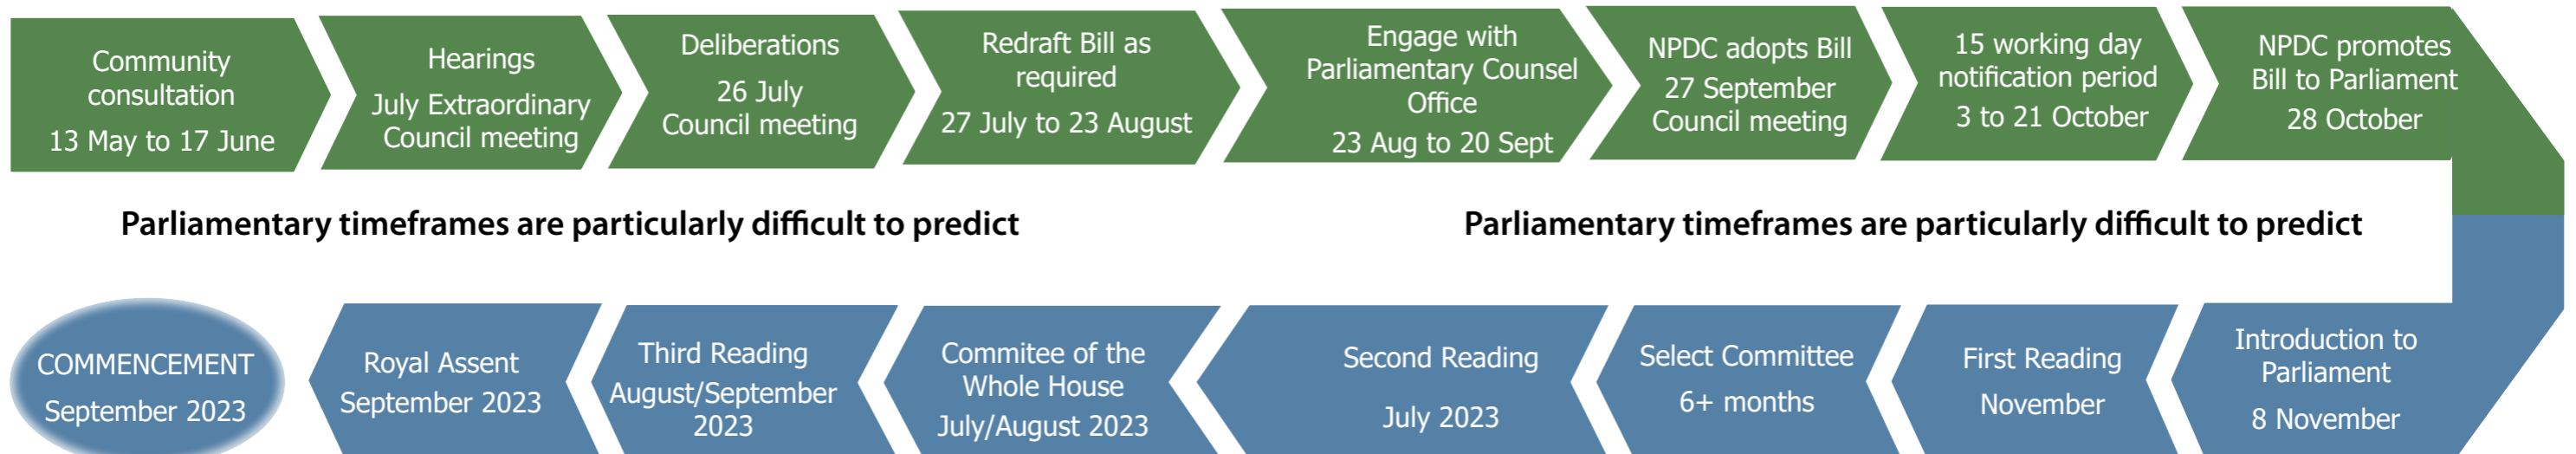 Community
consultation
13 May to 17 June
Hearings
July Extraordinary
Council meeting
Deliberations
26 July
Council meeting
Redraft Bill as
required
27 July to 23 August
Engage with
Parliamentary Counsel
Office
23 Aug to 20 Sept
NPDC adopts Bill
27 September
Council meeting
15 working day
notification period
3 to 21 October
NPDC promotes
Bill to Parliament
28 October
Parliamentary timeframes are particularly difficult to predict
Parliamentary timeframes are particularly difficult to predict
Introduction to
Parliament
8 November
First Reading
November
Select Committee
6+ months
Second Reading
July 2023
Commitee of the
Whole House
July/August 2023
Third Reading
August/September
2023
Royal Assent
September 2023
COMMENCEMENT
September 2023